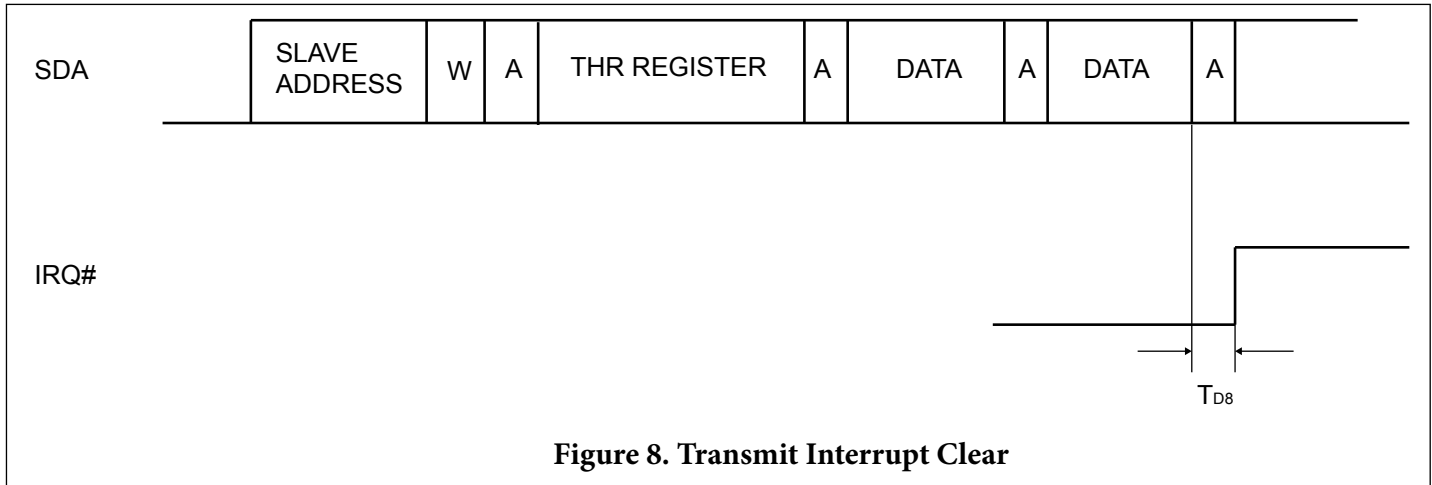 SDA
SLAVE
ADDRESS
W
A
THR REGISTER
A
DATA
A
DATA
A
IRQ#
TD8
Figure 8. Transmit Interrupt Clear